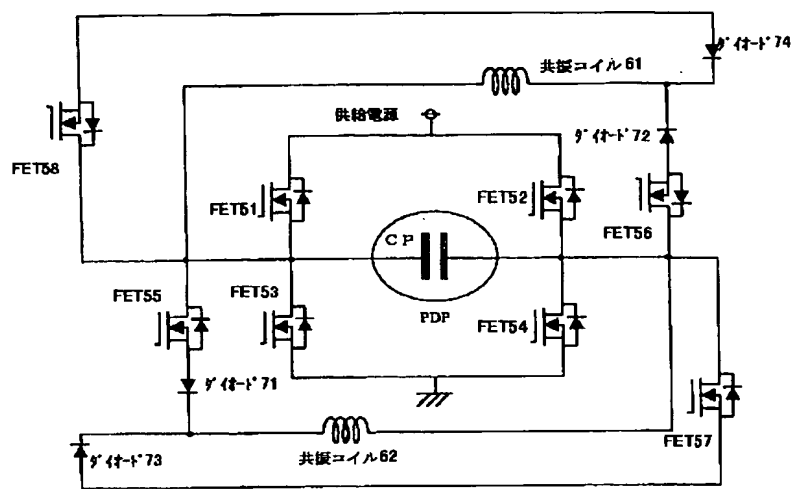 ダイオード74
共振コイル61
供給電源
ダイオード72
FET58
FET51
FET52
FET56
CP
FET55
FET53
PDP
FET54
ダイオード71
FET57
ダイオード73
共振コイル62